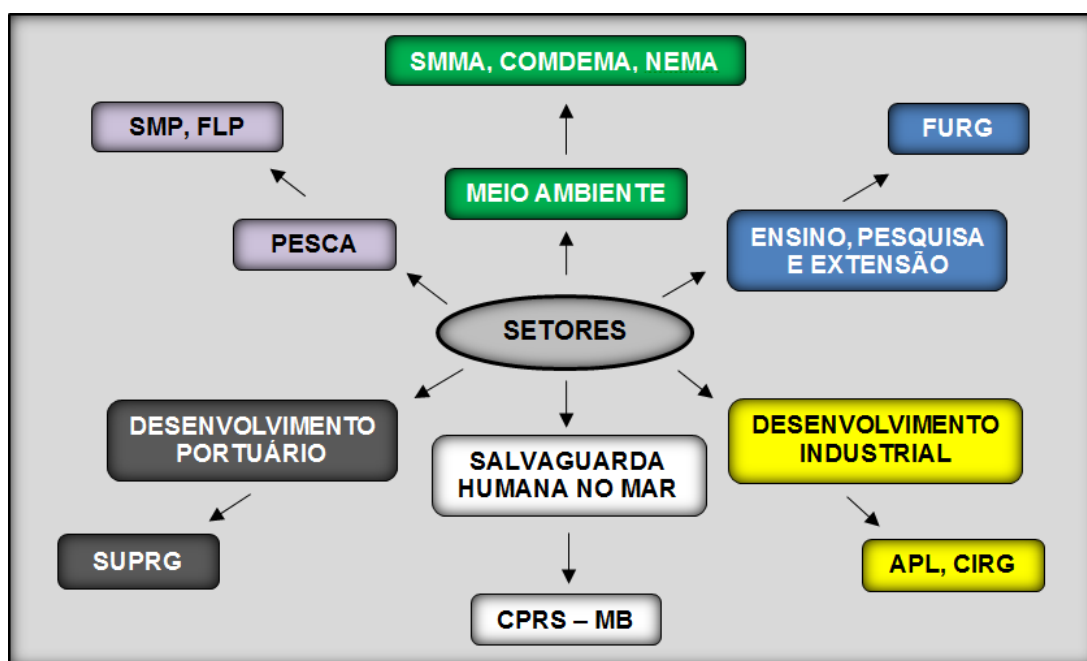 SMMA, COMDEMA, NEMA
SMP, FLP
FURG
MEIO AMBIENTE
PESCA
ENSINO, PESQUISA
E EXTENSÃO
SETORES
DESENVOLVIMENTO
PORTUÁRIO
SALVAGUARDA
HUMANA NO MAR
DESENVOLVIMENTO
INDUSTRIAL
SUPRG
APL, CIRG
CPRS – MB